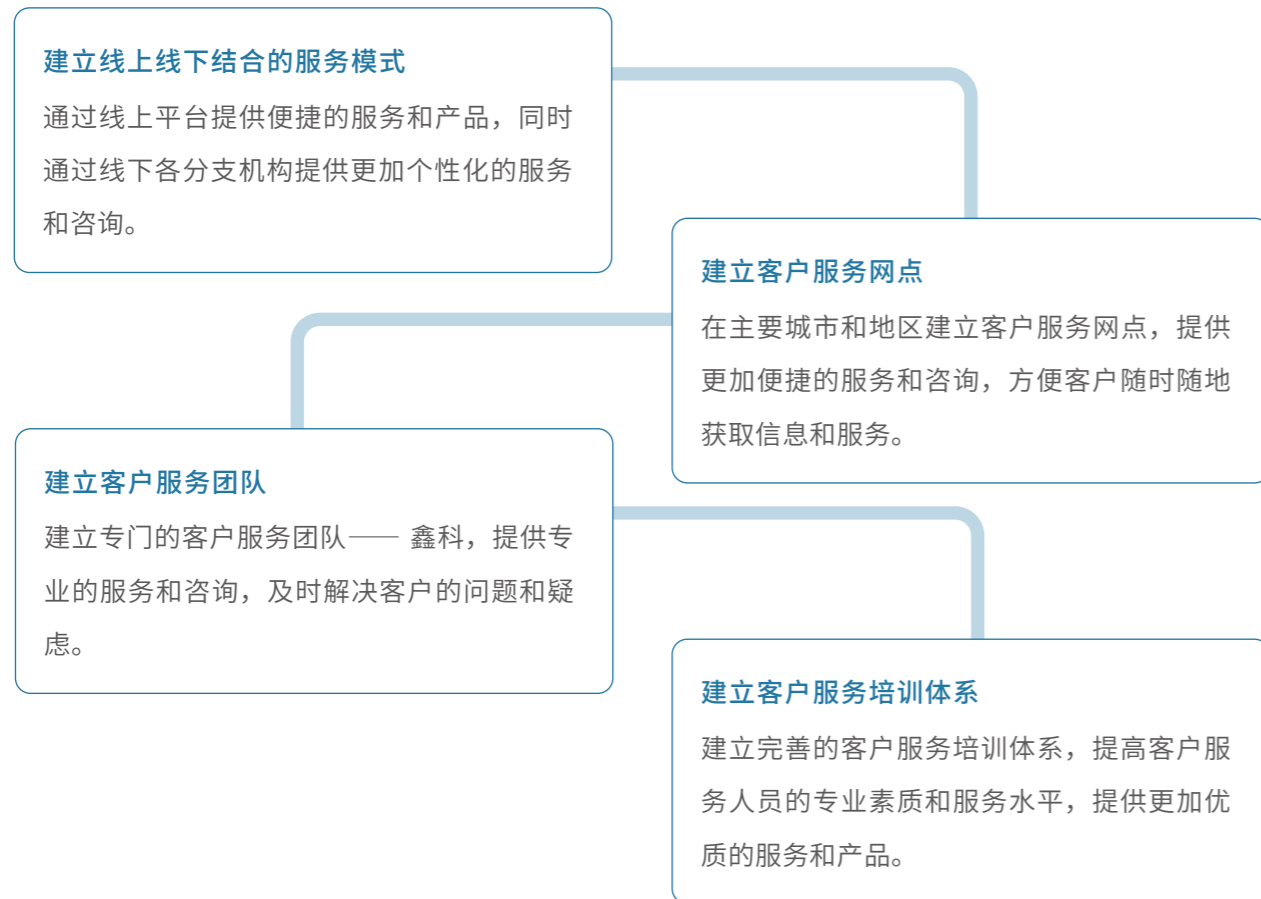 建立线上线下结合的服务模式
通过线上平台提供便捷的服务和产品，同时
通过线下各分支机构提供更加个性化的服务
和咨询。
建立客户服务网点
在主要城市和地区建立客户服务网点，提供
更加便捷的服务和咨询，方便客户随时随地
获取信息和服务。
建立客户服务团队
建立专门的客户服务团队—— 鑫科，提供专
业的服务和咨询，及时解决客户的问题和疑
虑。
建立客户服务培训体系
建立完善的客户服务培训体系，提高客户服
务人员的专业素质和服务水平，提供更加优
质的服务和产品。